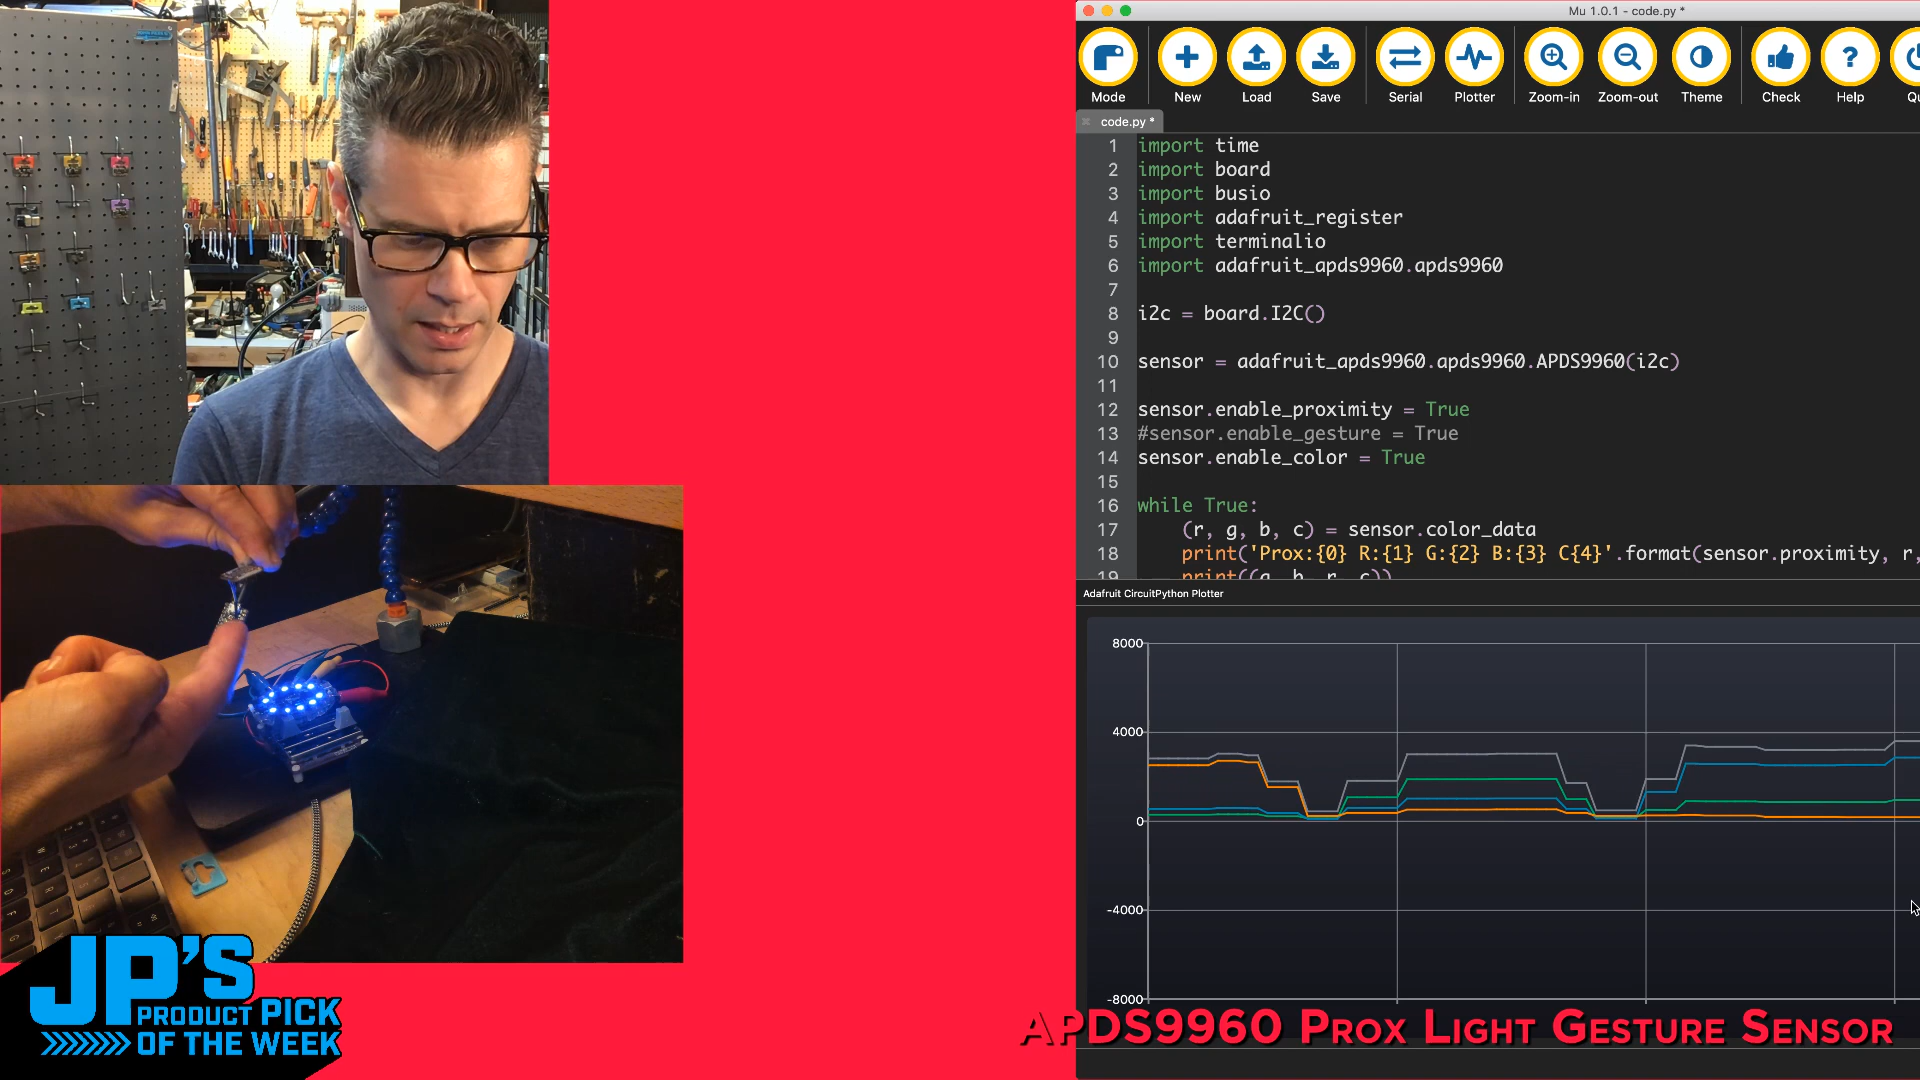 Mu 1.0.1 - code.py *
Mode
New
Load
Save
Serial
Plotter
Zoom-in
Zoom-out
Theme
Check
Help
code.py *
1 import time
2 import board
3 import busio
4 import adafruit_register
5 import terminalio
6 import adafruit_apds9960.apds9960
7
8 i2c = board.I2C()
9
10 sensor = adafruit_apds9960.apds9960.APDS9960(i2c)
11
12 sensor.enable_proximity = True
13 #sensor.enable_gesture = True
14 sensor.enable_color = True
15
16 while True:
17 (r, g, b, c) = sensor.color_data
18 print('Prox:{0} R:{1} G:{2} B:{3} C{4}'.format(sensor.proximity, r,
19 print((g, b, r, c))
Adafruit CircuitPython Plotter
8000
4000
0
-4000
-8000
JP'S
PRODUCT PICK
OF THE WEEK
APDS9960 PROX LIGHT GESTURE SENSOR